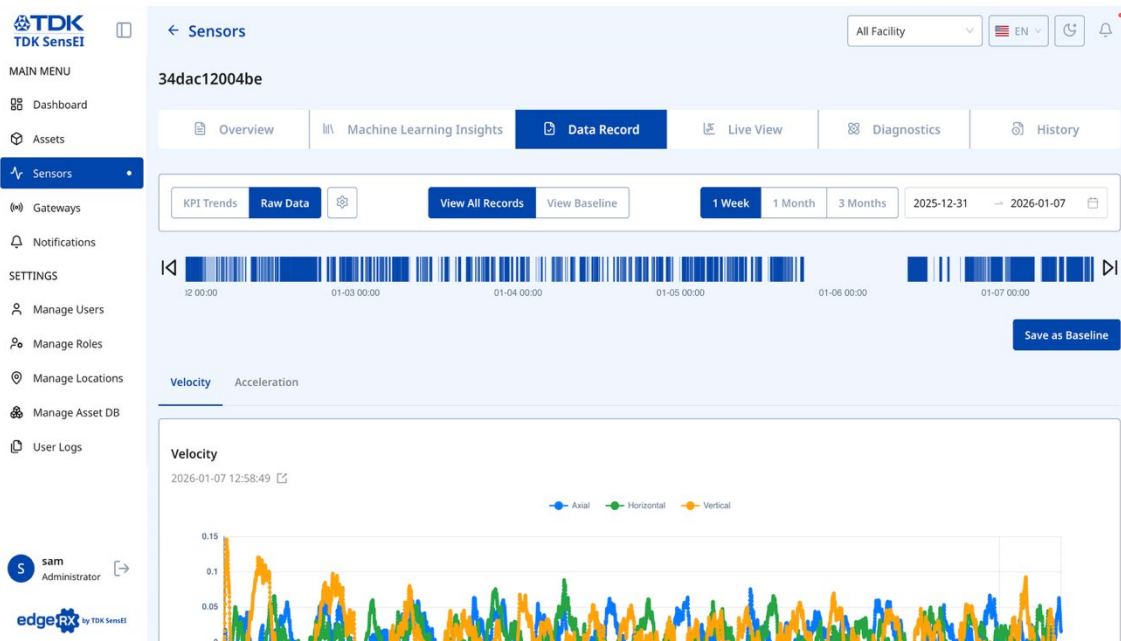 TDK
TDK SensEI
MAIN MENU
Dashboard
Assets
Sensors
Gateways
Notifications
SETTINGS
Manage Users
Manage Roles
Manage Locations
Manage Asset DB
User Logs
S
sam
Administrator
edgeRX by TDK SensEI
Sensors
All Facility
EN
34dac12004be
Overview
Machine Learning Insights
Data Record
Live View
Diagnostics
History
KPI Trends
Raw Data
View All Records
View Baseline
1 Week
1 Month
3 Months
2025-12-31
2026-01-07
12 00:00
01-03 00:00
01-04 00:00
01-05 00:00
01-06 00:00
01-07 00:00
Save as Baseline
Velocity
Acceleration
Velocity
2026-01-07 12:58:49
Axial
Horizontal
Vertical
0.15
0.1
0.05